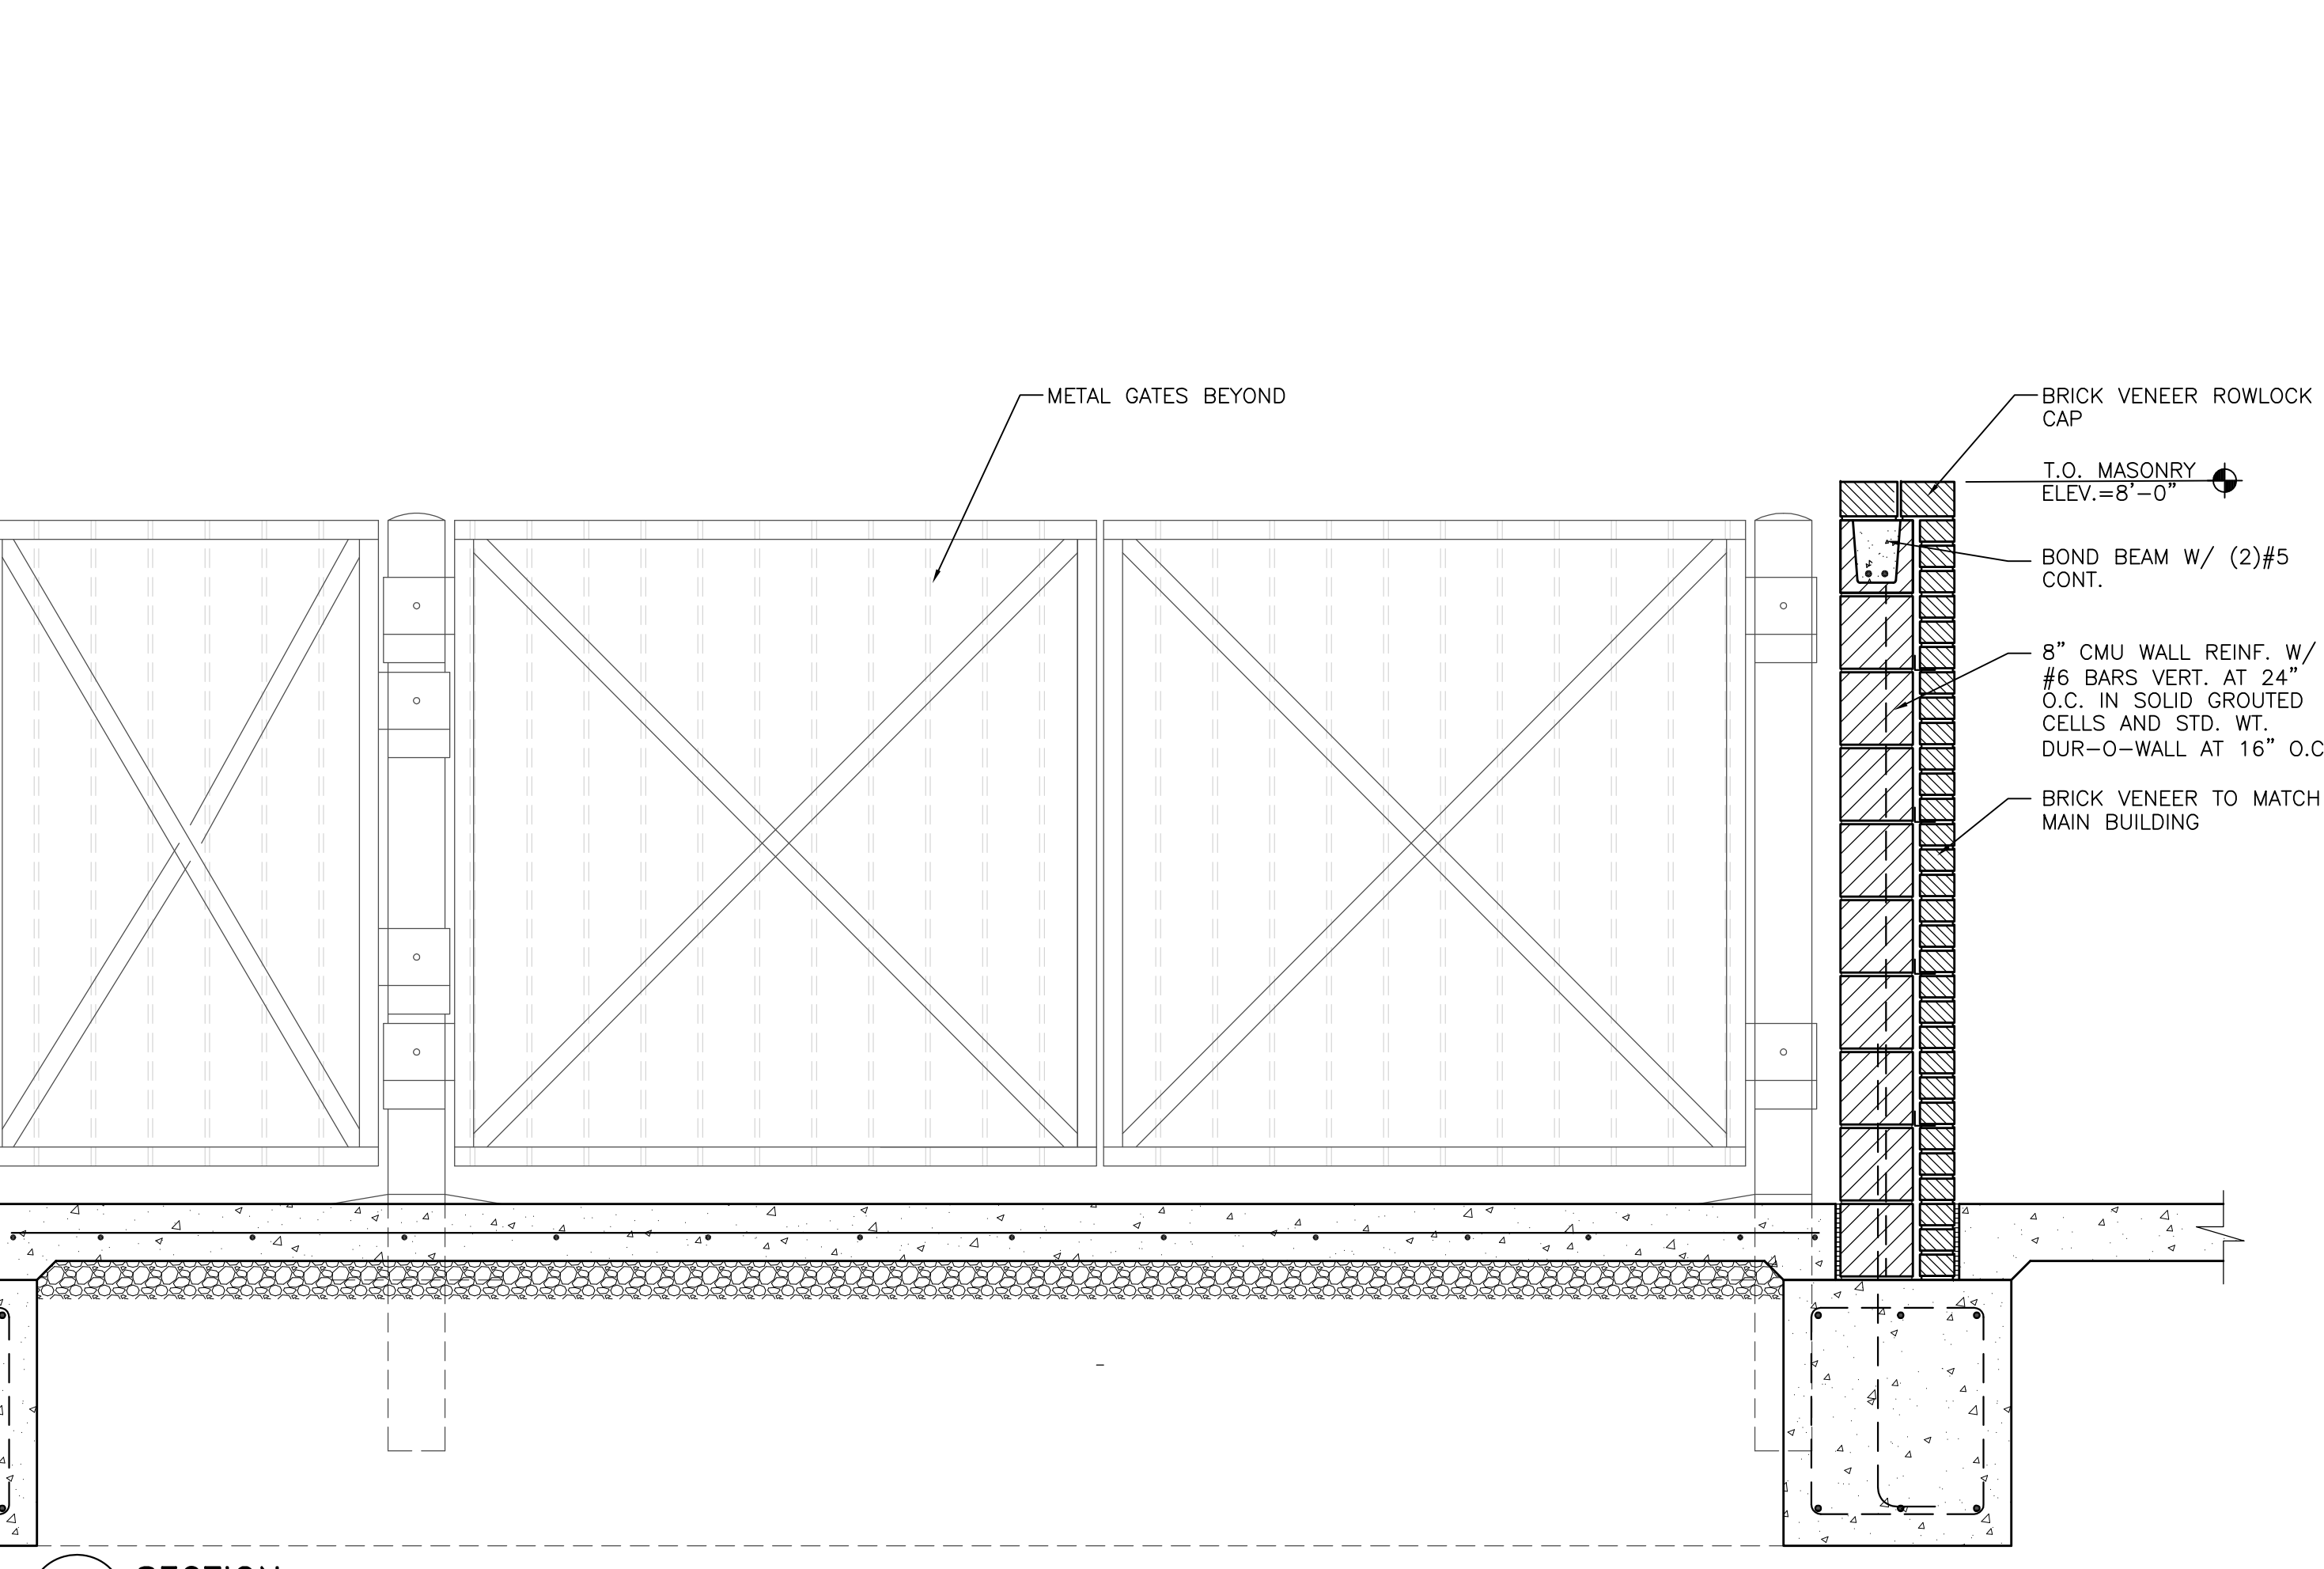 METAL GATES BEYOND
BRICK VENEER ROWLOCK
CAP
T.O. MASONRY
ELEV.=8'-0"
BOND BEAM W/ (2)#5
CONT.
8" CMU WALL REINF. W/
#6 BARS VERT. AT 24"
O.C. IN SOLID GROUTED
CELLS AND STD. WT.
DUR-O-WALL AT 16" O.C
BRICK VENEER TO MATCH
MAIN BUILDING
SECTION